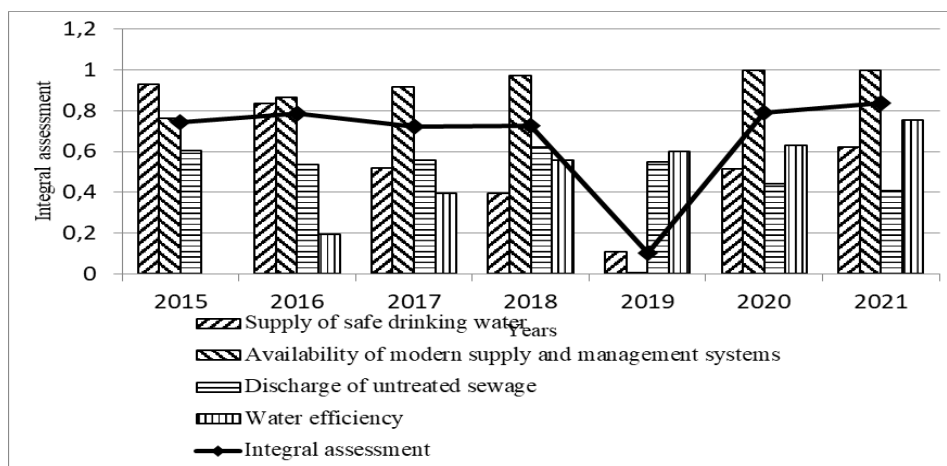 1,2
1
0,8
0,6
0,4
0,2
0
Integral assessment
2015 2016 2017 2018 2019 2020 2021
Years
Supply of safe drinking water
Availability of modern supply and management systems
Discharge of untreated sewage
Water efficiency
Integral assessment